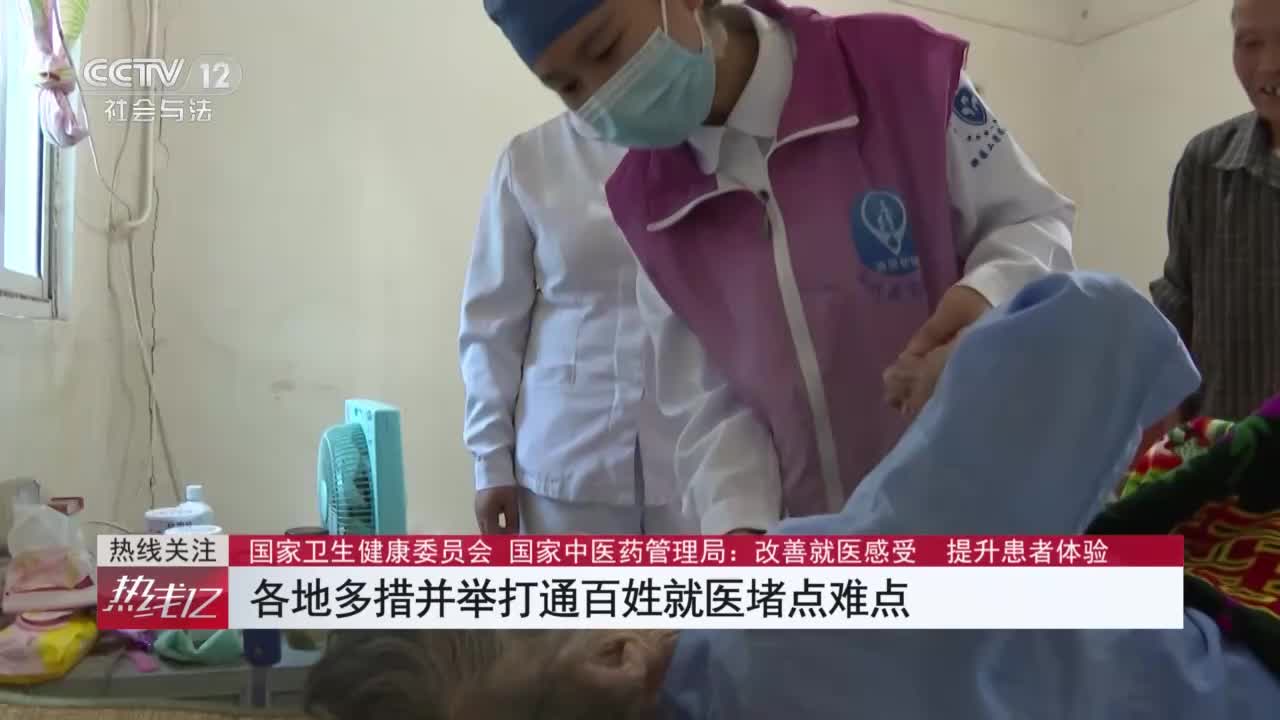 CCTV 12
社会与法
热线关注
国家卫生健康委员会 国家中医药管理局：改善就医感受 提升患者体验
热线12
各地多措并举打通百姓就医堵点难点